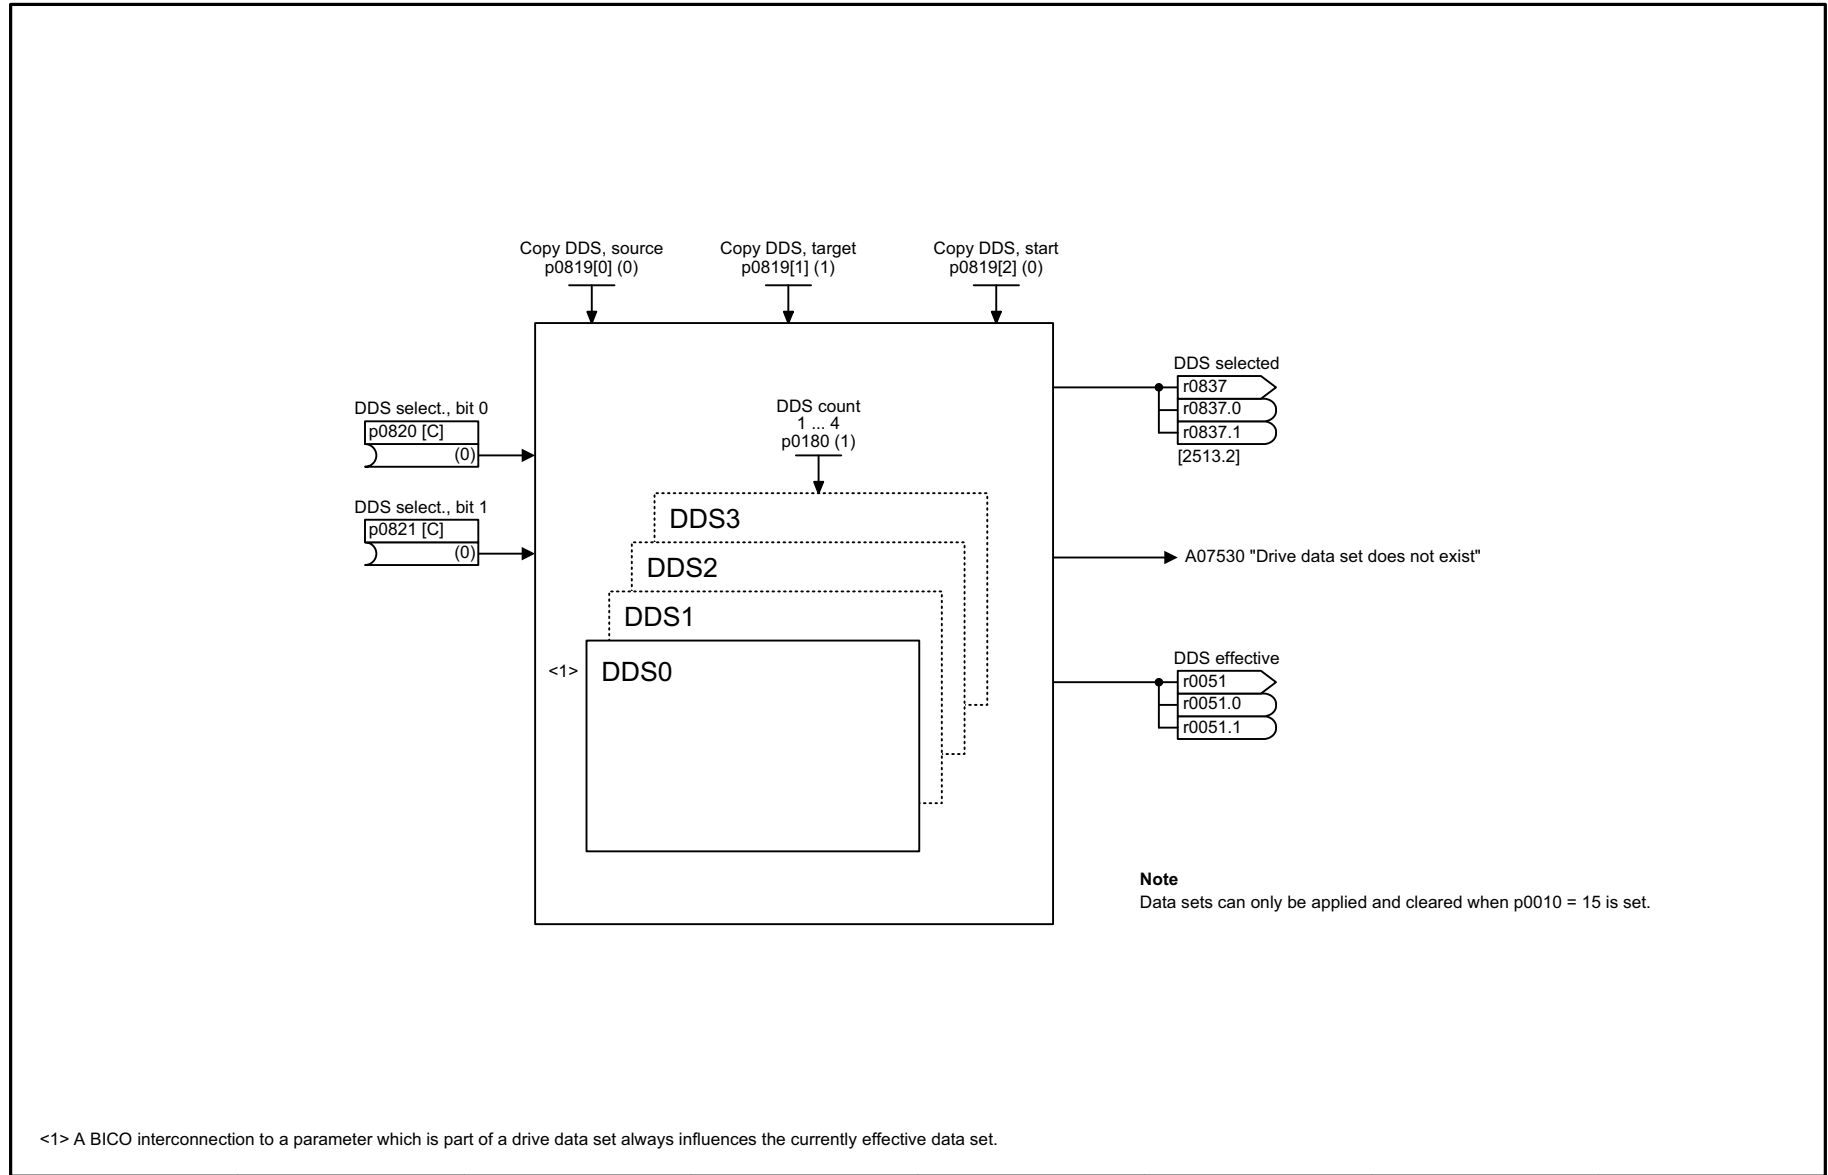 Copy DDS, source
p0819[0] (0)
Copy DDS, target
p0819[1] (1)
Copy DDS, start
p0819[2] (0)
DDS select., bit 0
p0820 [C]
(0)
DDS select., bit 1
p0821 [C]
(0)
DDS count
1 ... 4
p0180 (1)
DDS3
DDS2
DDS1
<1>
DDS0
DDS selected
r0837
r0837.0
r0837.1
[2513.2]
A07530 "Drive data set does not exist"
DDS effective
r0051
r0051.0
r0051.1
Note
Data sets can only be applied and cleared when p0010 = 15 is set.
<1> A BICO interconnection to a parameter which is part of a drive data set always influences the currently effective data set.